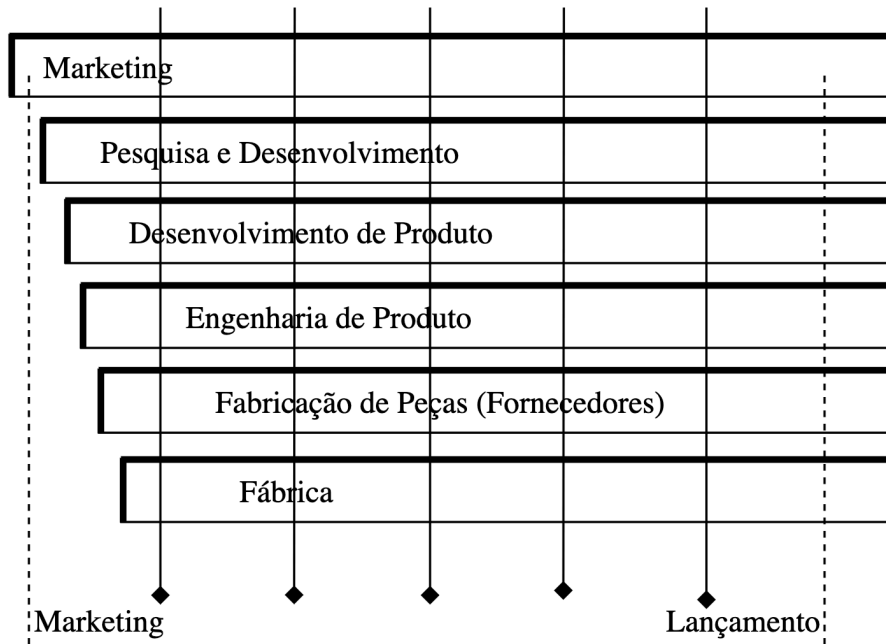 Marketing
Pesquisa e Desenvolvimento
Desenvolvimento de Produto
Engenharia de Produto
Fabricação de Peças (Fornecedores)
Fábrica
Marketing
Lançamento